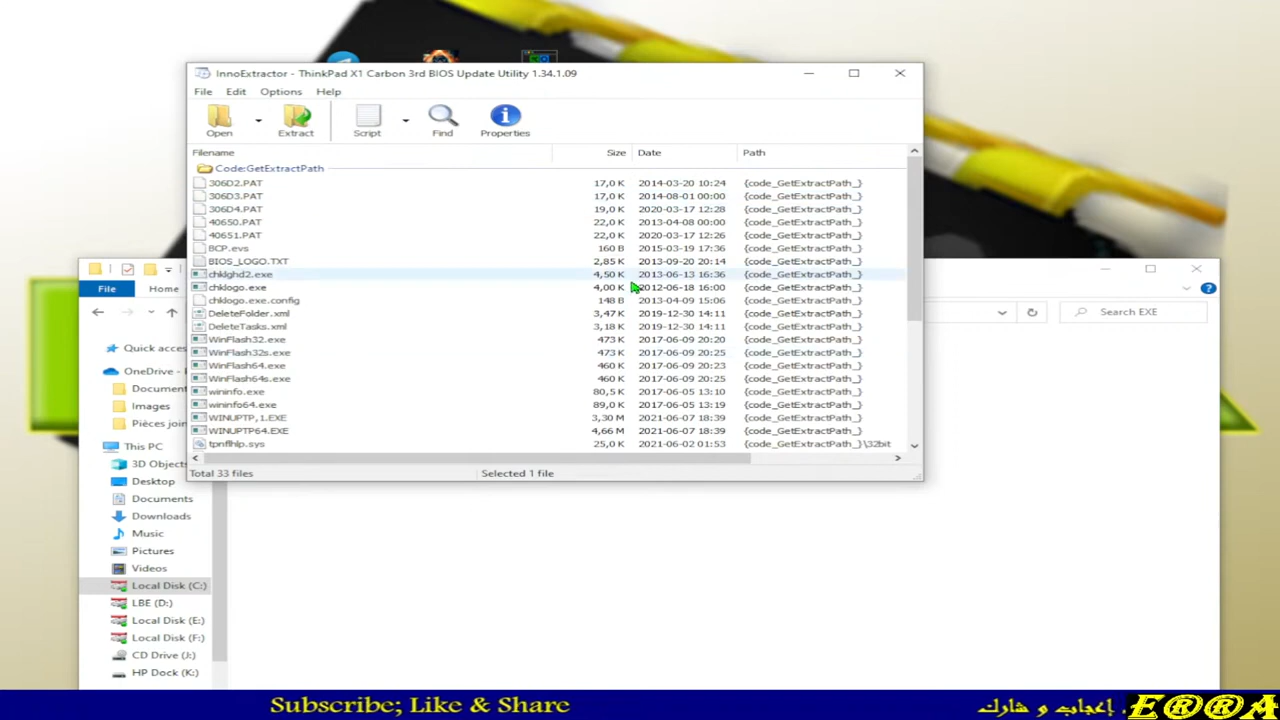 InnoExtractor - ThinkPad X1 Carbon 3rd BIOS Update Utility 1.34.1.09
File Edit Options Help
Open Extract Script Find Properties
Filename Size Date Path
Code:GetExtractPath
306D2.PAT 17,0 K 2014-03-20 10:24 {code_GetExtractPath_}
306D3.PAT 17,0 K 2014-08-01 00:00 {code_GetExtractPath_}
306D4.PAT 19,0 K 2020-03-17 12:28 {code_GetExtractPath_}
40650.PAT 22,0 K 2013-04-08 00:00 {code_GetExtractPath_}
40651.PAT 22,0 K 2020-03-17 12:26 {code_GetExtractPath_}
BCP.evs 160 B 2015-03-19 17:36 {code_GetExtractPath_}
BIOS_LOGO.TXT 2,85 K 2013-09-20 20:14 {code_GetExtractPath_}
chklghd2.exe 4,50 K 2013-06-13 16:36 {code_GetExtractPath_}
chklogo.exe 4,00 K 2012-06-18 16:00 {code_GetExtractPath_}
chklogo.exe.config 148 B 2013-04-09 15:06 {code_GetExtractPath_}
DeleteFolder.xml 3,47 K 2019-12-30 14:11 {code_GetExtractPath_}
DeleteTasks.xml 3,18 K 2019-12-30 14:11 {code_GetExtractPath_}
WinFlash32.exe 473 K 2017-06-09 20:20 {code_GetExtractPath_}
WinFlash32s.exe 473 K 2017-06-09 20:25 {code_GetExtractPath_}
WinFlash64.exe 460 K 2017-06-09 20:23 {code_GetExtractPath_}
WinFlash64s.exe 460 K 2017-06-09 20:25 {code_GetExtractPath_}
wininfo.exe 80,5 K 2017-06-05 13:10 {code_GetExtractPath_}
wininfo64.exe 89,0 K 2017-06-05 13:19 {code_GetExtractPath_}
WINUPTP,1.EXE 3,30 M 2021-06-07 18:39 {code_GetExtractPath_}
WINUPTP64.EXE 4,66 M 2021-06-07 18:39 {code_GetExtractPath_}
tpnflhlp.sys 25,0 K 2021-06-02 01:53 {code_GetExtractPath_}\32bit
Total 33 files Selected 1 file
File Home
Search EXE
Quick acces
OneDrive -
Document
Images
Pièces join
This PC
3D Objects
Desktop
Documents
Downloads
Music
Pictures
Videos
Local Disk (C:)
LBE (D:)
Local Disk (E:)
Local Disk (F:)
CD Drive (J:)
HP Dock (K:)
Subscribe; Like & Share
إعجاب و شارك
E®®A